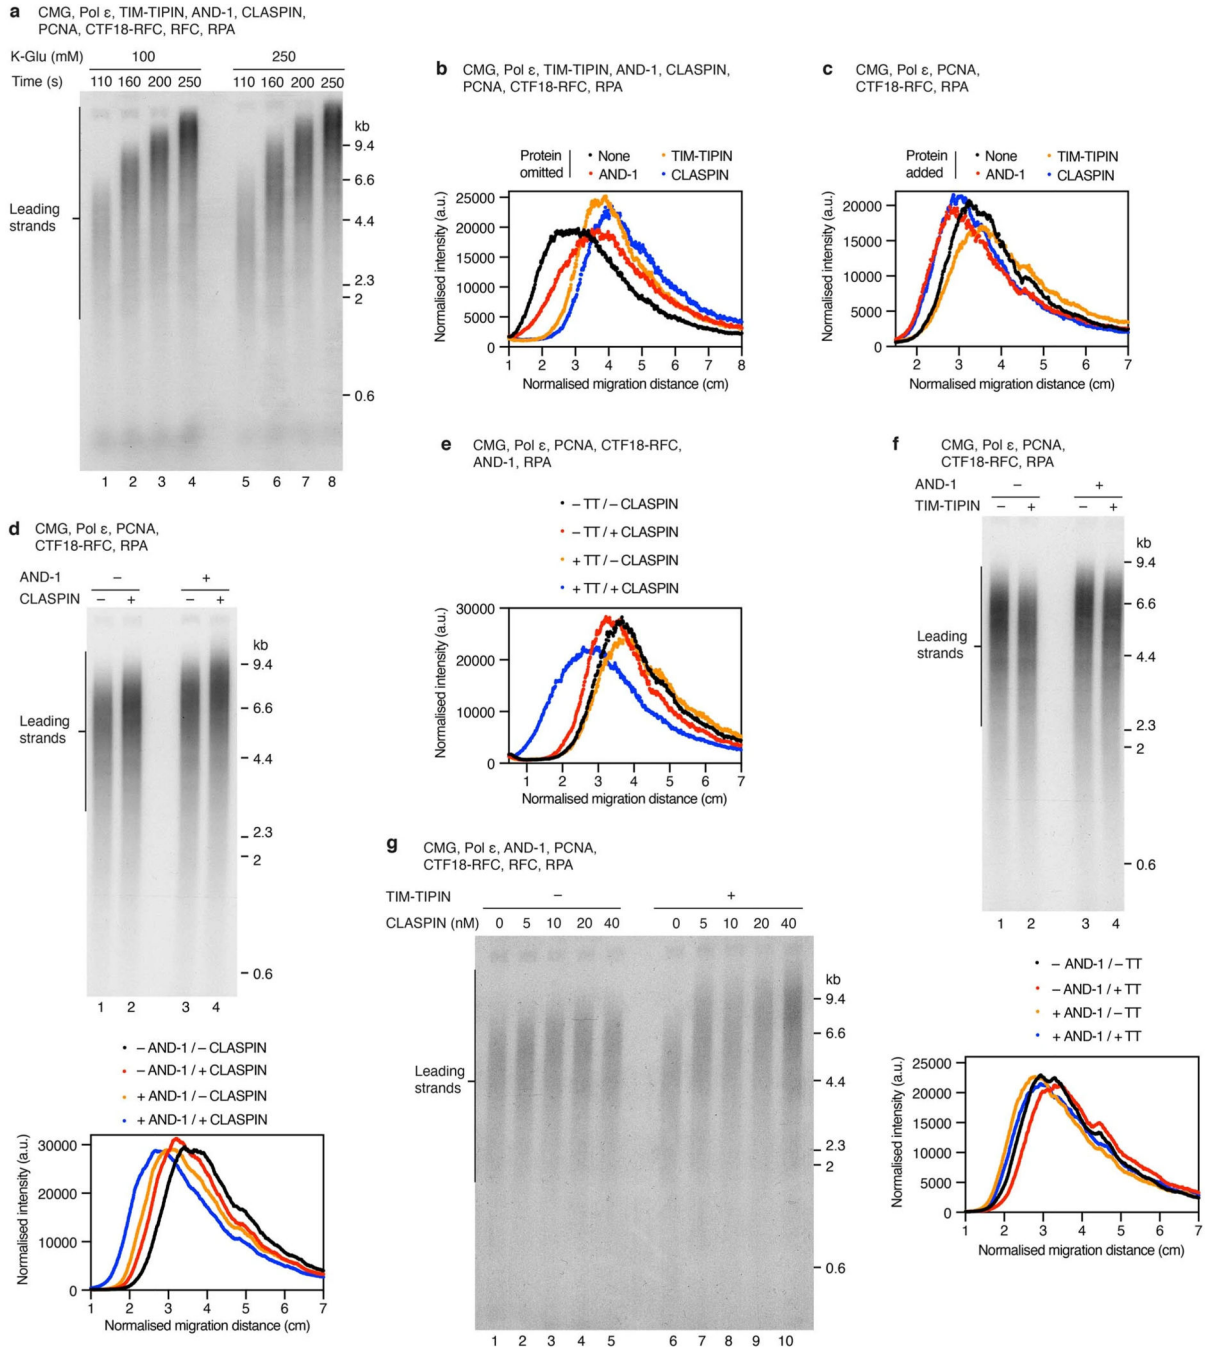 a CMG, Pol ε, TIM-TIPIN, AND-1, CLASPIN,
PCNA, CTF18-RFC, RFC, RPA
K-Glu (mM) 100 250
Time (s) 110 160 200 250 110 160 200 250
kb
9.4
6.6
4.4
2.3
2
0.6
Leading
strands
1 2 3 4 5 6 7 8
b CMG, Pol ε, TIM-TIPIN, AND-1, CLASPIN,
PCNA, CTF18-RFC, RPA
Protein
omitted
None
AND-1
TIM-TIPIN
CLASPIN
Normalised intensity (a.u.)
25000
20000
15000
10000
5000
0
1 2 3 4 5 6 7 8
Normalised migration distance (cm)
c CMG, Pol ε, PCNA,
CTF18-RFC, RPA
Protein
added
None
AND-1
TIM-TIPIN
CLASPIN
Normalised intensity (a.u.)
20000
15000
10000
5000
0
2 3 4 5 6 7
Normalised migration distance (cm)
d CMG, Pol ε, PCNA,
CTF18-RFC, RPA
AND-1 – +
CLASPIN – + – +
kb
9.4
6.6
4.4
2.3
2
0.6
Leading
strands
1 2 3 4
– AND-1 / – CLASPIN
– AND-1 / + CLASPIN
+ AND-1 / – CLASPIN
+ AND-1 / + CLASPIN
Normalised intensity (a.u.)
30000
20000
10000
0
1 2 3 4 5 6 7
Normalised migration distance (cm)
e CMG, Pol ε, PCNA, CTF18-RFC,
AND-1, RPA
– TT / – CLASPIN
– TT / + CLASPIN
+ TT / – CLASPIN
+ TT / + CLASPIN
Normalised intensity (a.u.)
30000
20000
10000
0
1 2 3 4 5 6 7
Normalised migration distance (cm)
f CMG, Pol ε, PCNA,
CTF18-RFC, RPA
AND-1 – +
TIM-TIPIN – + – +
kb
9.4
6.6
4.4
2.3
2
0.6
Leading
strands
1 2 3 4
– AND-1 / – TT
– AND-1 / + TT
+ AND-1 / – TT
+ AND-1 / + TT
Normalised intensity (a.u.)
25000
20000
15000
10000
5000
0
1 2 3 4 5 6 7
Normalised migration distance (cm)
g CMG, Pol ε, AND-1, PCNA,
CTF18-RFC, RFC, RPA
TIM-TIPIN – +
CLASPIN (nM) 0 5 10 20 40 0 5 10 20 40
kb
9.4
6.6
4.4
2.3
2
0.6
Leading
strands
1 2 3 4 5 6 7 8 9 10